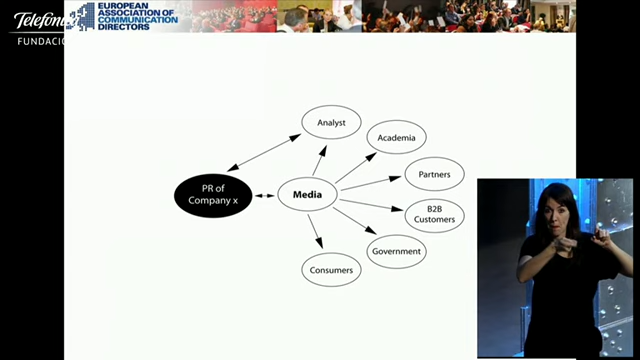 Telefónica
FUNDACIÓ
EUROPEAN
ASSOCIATION OF
COMMUNICATION
DIRECTORS
Analyst
Academia
Partners
PR of
Company x
Media
B2B
Customers
Government
Consumers